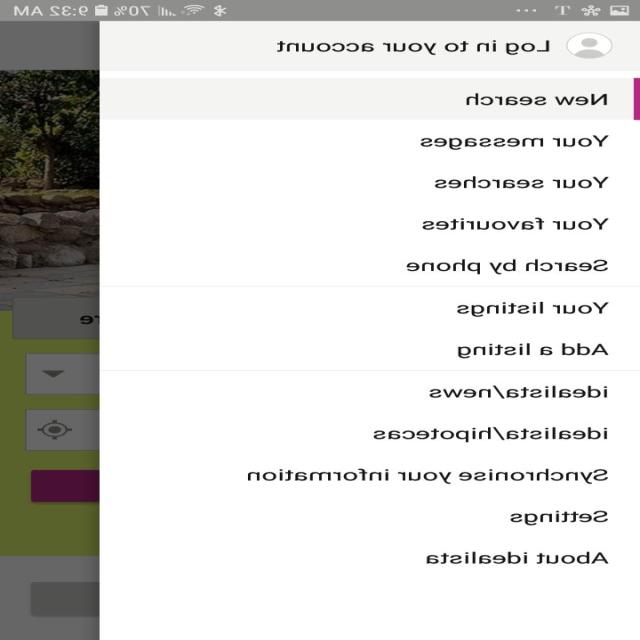 T 70% 9:32 AM
Log in to your account
New search
Your messages
Your searches
Your favourites
Search by phone
Your listings
re
Add a listing
idealista/news
idealista/hipotecas
Synchronise your information
Settings
About idealista